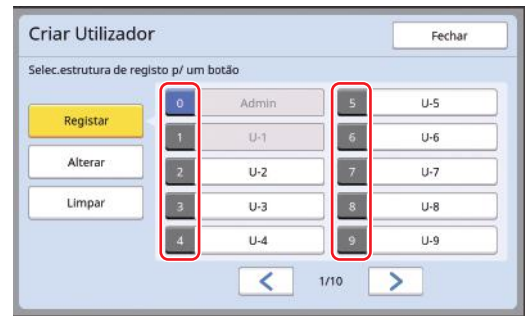 Criar Utilizador
Fechar
Selec.estrutura de registo p/ um botão
Registar
Alterar
Limpar
0 Admin 5 U-5
1 U-1 6 U-6
2 U-2 7 U-7
3 U-3 8 U-8
4 U-4 9 U-9
< 1/10 >